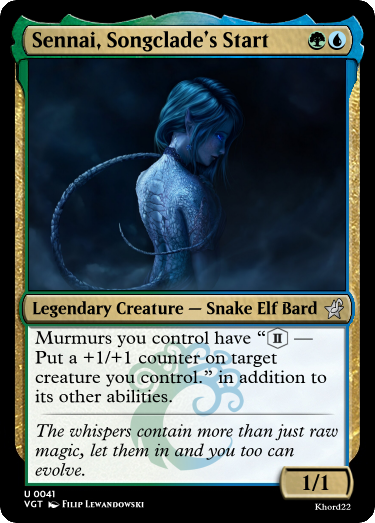 Sennai, Songclade's Start
Legendary Creature — Snake Elf Bard
Murmurs you control have “II —
Put a +1/+1 counter on target
creature you control.” in addition to
its other abilities.
The whispers contain more than just raw
magic, let them in and you too can
evolve.
1/1
U 0041
VGT Filip Lewandowski
Khord22